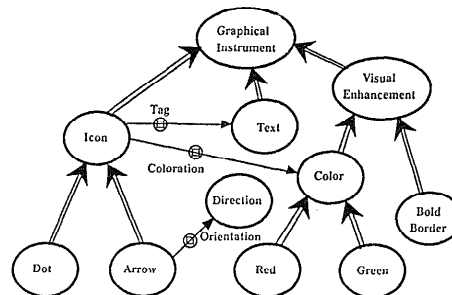 Graphical
Instrument
Visual
Enhancement
Tag
Icon
Text
Coloration
Color
Direction
Bold
Border
Orientation
Dot
Arrow
Red
Green